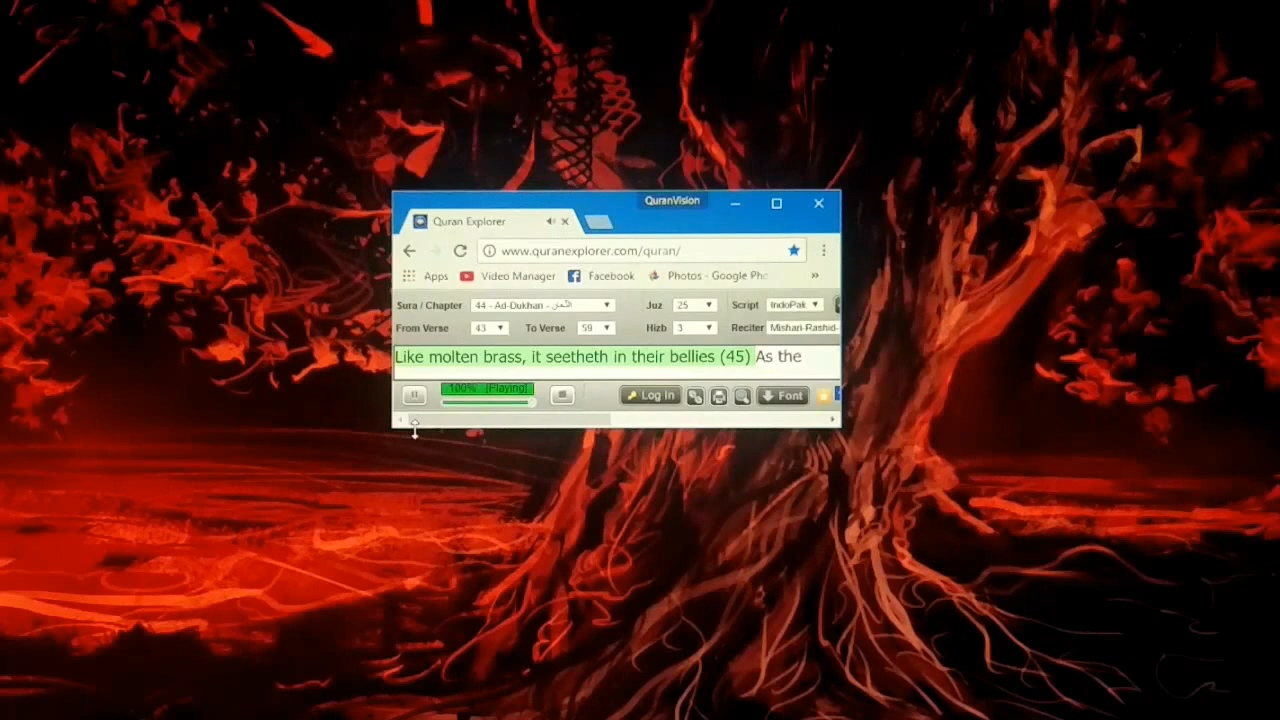 QuranVision
Quran Explorer
www.quranexplorer.com/quran/
Apps Video Manager Facebook Photos - Google Pho »
Sura / Chapter 44 - Ad-Dukhan - Juz 25 Script IndoPak
From Verse 43 To Verse 59 Hizb 3 Reciter Mishari-Rashid-
Like molten brass, it seetheth in their bellies (45) As the
100% [Playing] Log In Font